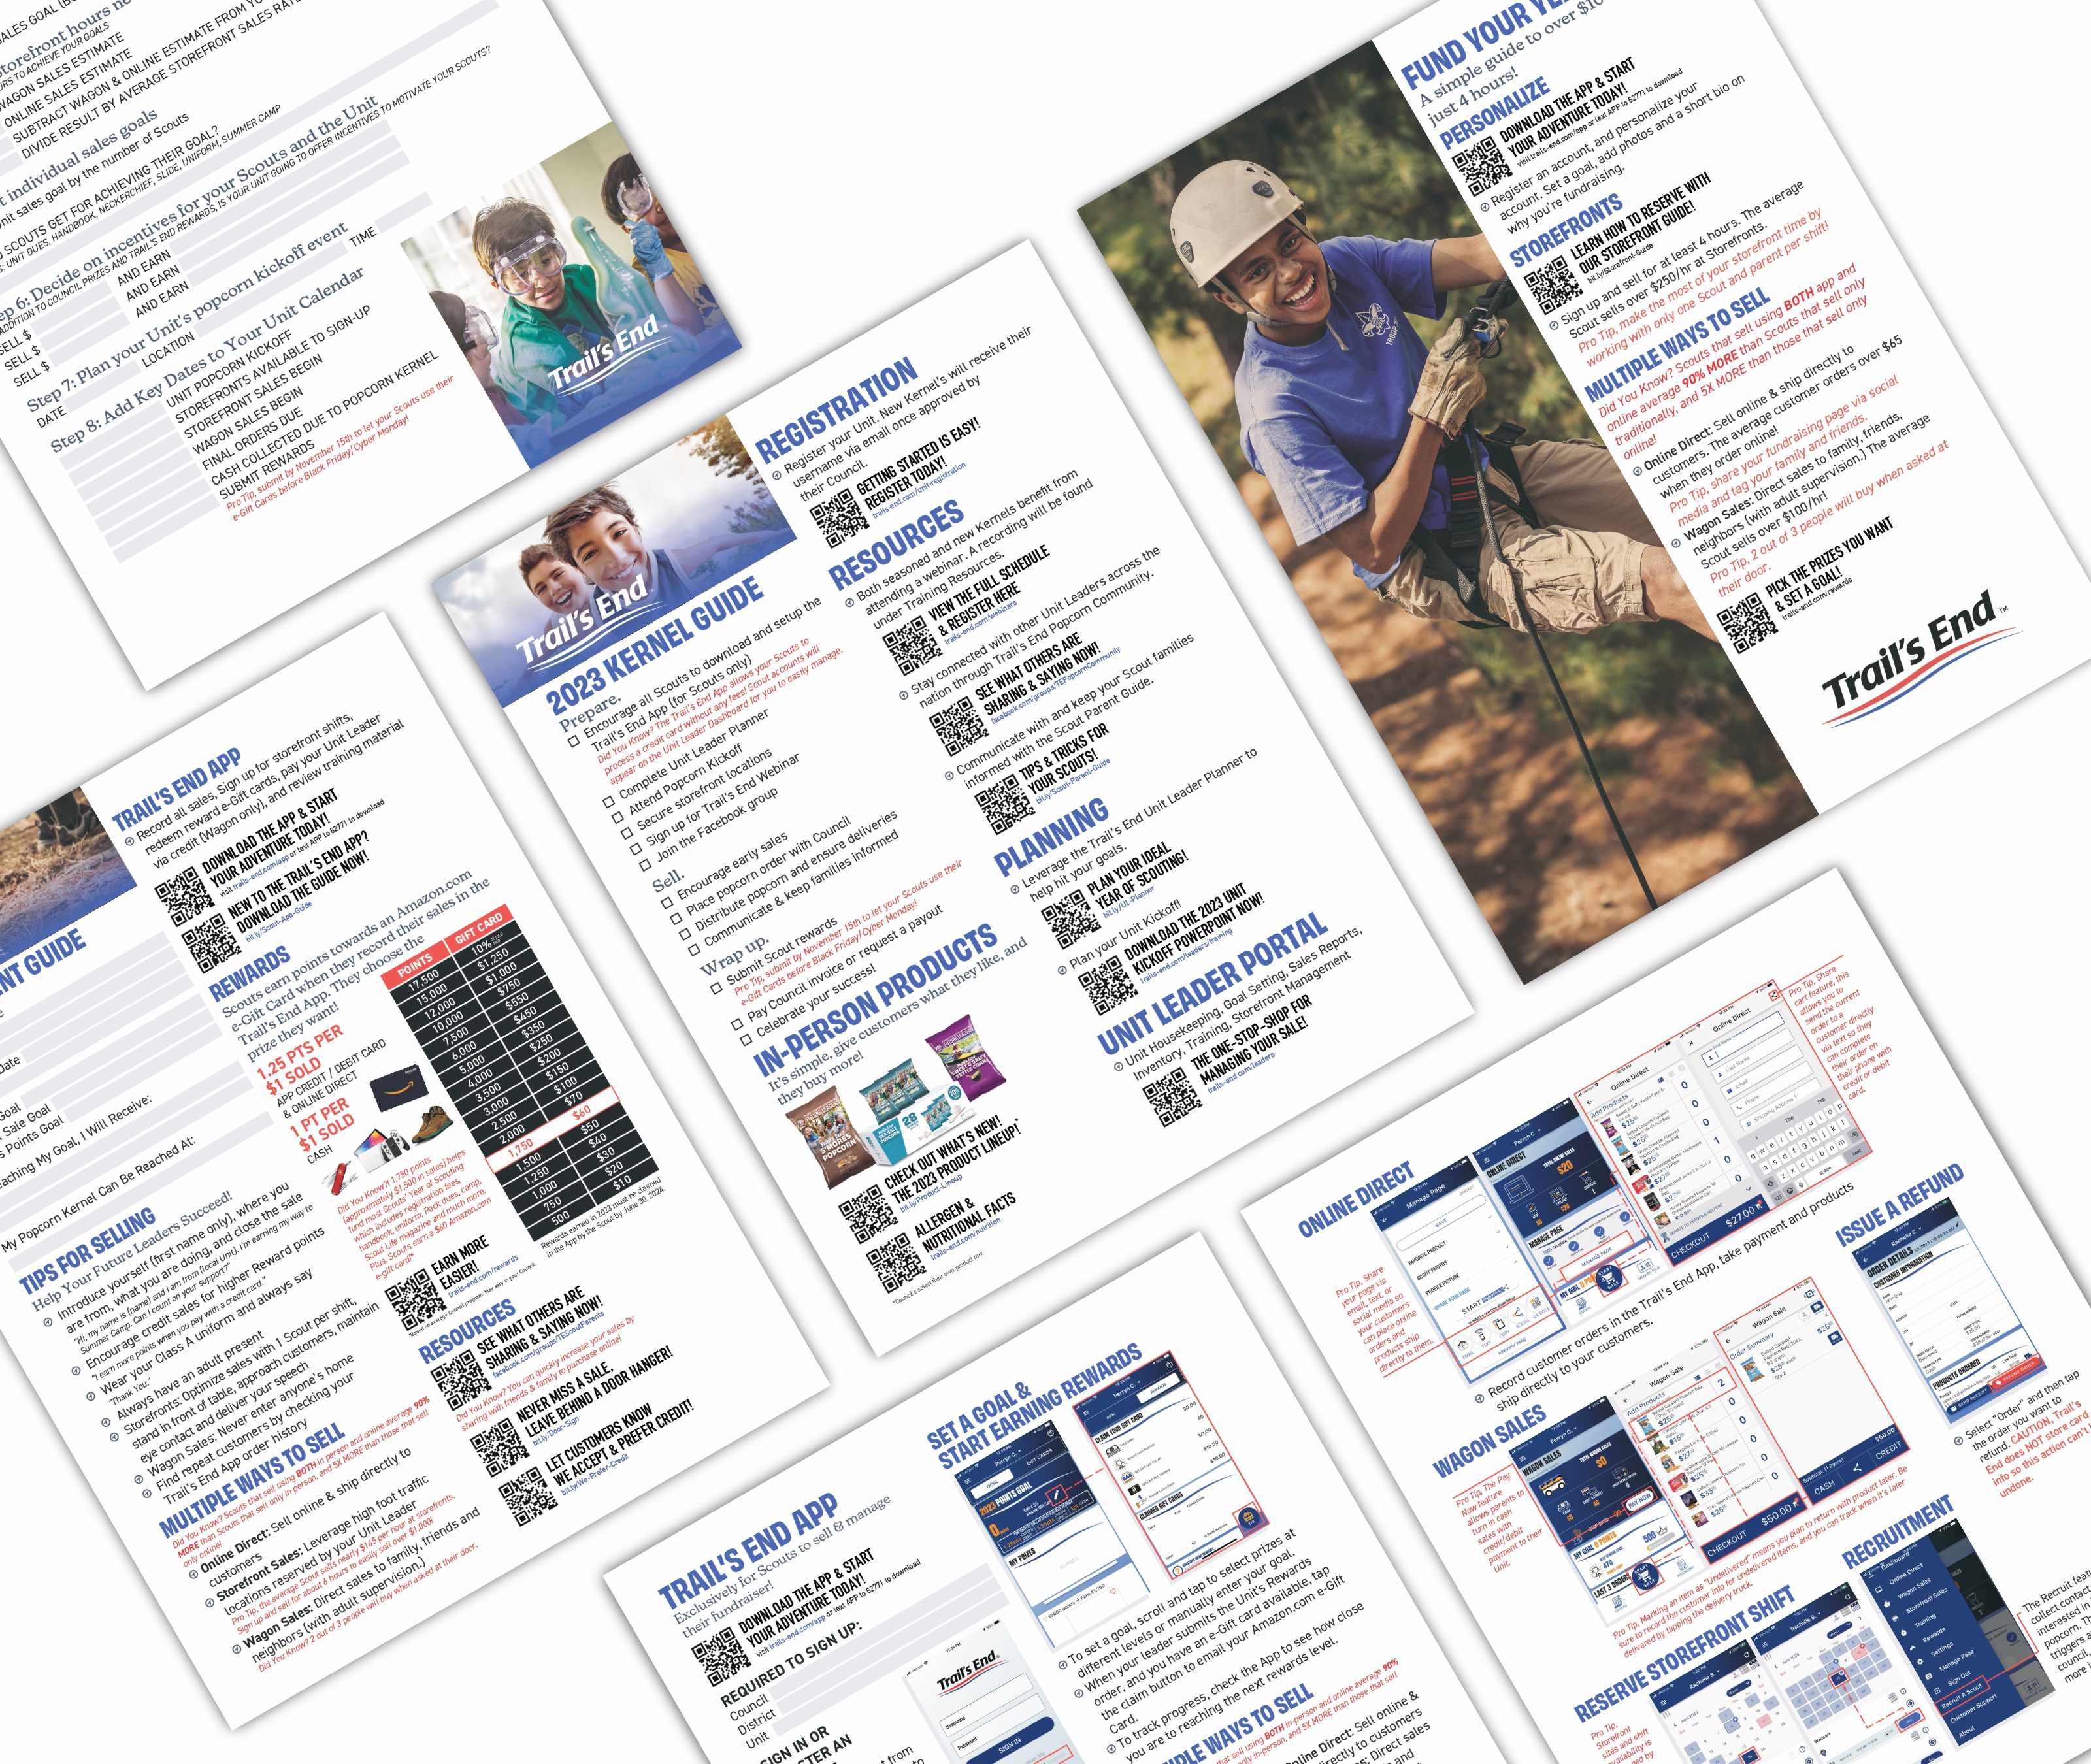 SALES GOAL
ARS TO ACHIEVE YOUR GOALS
WAGON SALES ESTIMATE
ONLINE SALES ESTIMATE
SUBTRACT WAGON & ONLINE ESTIMATE FROM
DIVIDE RESULT BY AVERAGE STOREFRONT SALES
individual sales goals
sales goal by the number of Scouts
SCOUTS GET FOR ACHIEVING THEIR GOAL?
UNIT DUES, HANDBOOK, NECKERCHIEF, SLIDE, UNIFORM, SUMMER CAMP
6: Decide on incentives for your Scouts and the Unit
ADDITION TO COUNCIL PRIZES AND TRAIL'S END REWARDS, IS YOUR UNIT GOING TO OFFER INCENTIVES TO MOTIVATE YOUR SCOUTS?
SELL $ AND EARN
SELL $ AND EARN
SELL $ AND EARN
Step 7: Plan your Unit's popcorn kickoff event
DATE LOCATION TIME
Step 8: Add Key Dates to Your Unit Calendar
UNIT POPCORN KICKOFF
STOREFRONTS AVAILABLE TO SIGN-UP
STOREFRONT SALES BEGIN
WAGON SALES BEGIN
FINAL ORDERS DUE
CASH COLLECTED DUE TO POPCORN KERNEL
SUBMIT REWARDS
Pro Tip, submit by November 15th to let your Scouts use their
e-Gift Cards before Black Friday/Cyber Monday!
Trail's End
Trail's End
2023 KERNEL GUIDE
Prepare.
Encourage all Scouts to download and setup the
Trail's End App (for Scouts only)
Did You Know? The Trail's End App allows your Scouts to
process a credit card without any fees! Scout accounts will
appear on the Unit Leader Dashboard for you to easily manage.
Complete Unit Leader Planner
Attend Popcorn Kickoff
Secure storefront locations
Sign up for Trail's End Webinar
Join the Facebook group
Sell.
Encourage early sales
Place popcorn order with Council
Distribute popcorn and ensure deliveries
Communicate & keep families informed
Wrap up.
Submit Scout rewards
Pro Tip, submit by November 15th to let your Scouts use their
e-Gift Cards before Black Friday/Cyber Monday!
Pay Council invoice or request a payout
Celebrate your success!
IN-PERSON PRODUCTS
It's simple, give customers what they like, and
they buy more!
CHECK OUT WHAT'S NEW!
THE 2023 PRODUCT LINEUP!*
bit.ly/Product-Lineup
ALLERGEN &
NUTRITIONAL FACTS
trails-end.com/nutrition
*Council's select their own product mix.
REGISTRATION
Register your Unit. New Kernel's will receive their
username via email once approved by
their Council.
GETTING STARTED IS EASY!
REGISTER TODAY!
trails-end.com/unit-registration
RESOURCES
Both seasoned and new Kernels benefit from
attending a webinar. A recording will be found
under Training Resources.
VIEW THE FULL SCHEDULE
& REGISTER HERE
trails-end.com/webinars
Stay connected with other Unit Leaders across the
nation through Trail's End Popcorn Community.
SEE WHAT OTHERS ARE
SHARING & SAYING NOW!
facebook.com/groups/TEPopcornCommunity
Communicate with and keep your Scout families
informed with the Scout Parent Guide.
TIPS & TRICKS FOR
YOUR SCOUTS!
bit.ly/Scout-Parent-Guide
PLANNING
Leverage the Trail's End Unit Leader Planner to
help hit your goals.
PLAN YOUR IDEAL
YEAR OF SCOUTING!
bit.ly/UL-Planner
Plan your Unit Kickoff!
DOWNLOAD THE 2023 UNIT
KICKOFF POWERPOINT NOW!
trails-end.com/leaders/training
UNIT LEADER PORTAL
Unit Housekeeping, Goal Setting, Sales Reports,
Inventory, Training, Storefront Management
THE ONE-STOP-SHOP FOR
MANAGING YOUR SALE!
trails-end.com/leaders
FUND YOUR
A simple guide to over
just 4 hours!
PERSONALIZE
DOWNLOAD THE APP & START
YOUR ADVENTURE TODAY!
visit trails-end.com/app or text APP to 62771 to download
Register an account, and personalize your
account. Set a goal, add photos and a short bio on
why you're fundraising.
STOREFRONTS
LEARN HOW TO RESERVE WITH
OUR STOREFRONT GUIDE!
bit.ly/Storefront-Guide
Sign up and sell for at least 4 hours. The average
Scout sells over $250/hr at Storefronts.
Pro Tip, make the most of your storefront time by
working with only one Scout and parent per shift!
MULTIPLE WAYS TO SELL
Did You Know? Scouts that sell using BOTH app and
online average 90% MORE than Scouts that sell only
traditionally, and 5X MORE than those that sell only
online!
Online Direct: Sell online & ship directly to
customers. The average customer orders over $65
when they order online!
Pro Tip, share your fundraising page via social
media and tag your family and friends.
Wagon Sales: Direct sales to family, friends,
neighbors (with adult supervision.) The average
Scout sells over $100/hr!
Pro Tip, 2 out of 3 people will buy when asked at
their door.
PICK THE PRIZES YOU WANT
& SET A GOAL!
trails-end.com/rewards
Trail's End™
NT GUIDE
Date
Goal
Sale Goal
Points Goal
Reaching My Goal, I Will Receive:
My Popcorn Kernel Can Be Reached At:
TIPS FOR SELLING
Help Your Future Leaders Succeed!
Introduce yourself (first name only), where you
are from, what you are doing, and close the sale
"Hi, my name is (name) and I am from (local Unit). I'm earning my way to
Summer Camp. Can I count on your support?"
Encourage credit sales for higher Reward points
"I earn more points when you pay with a credit card."
Wear your Class A uniform and always say
"Thank You."
Always have an adult present
Storefronts: Optimize sales with 1 Scout per shift,
stand in front of table, approach customers, maintain
eye contact and deliver your speech
Wagon Sales: Never enter anyone's home
Find repeat customers by checking your
Trail's End App order history
MULTIPLE WAYS TO SELL
Did You Know? Scouts that sell using BOTH in person and online average 90%
MORE than Scouts that sell only in person, and 5X MORE than those that sell
only online!
Online Direct: Sell online & ship directly to
customers
Storefront Sales: Leverage high foot traffic
locations reserved by your Unit Leader
Pro Tip, the average Scout sells nearly $165 per hour at storefronts.
Sign up and sell for about 6 hours to easily sell over $1,000!
Wagon Sales: Direct sales to family, friends and
neighbors (with adult supervision.)
Did You Know? 2 out of 3 people will buy when asked at their door.
TRAIL'S END APP
Record all sales, Sign up for storefront shifts,
redeem reward e-Gift cards, pay your Unit Leader
via credit (Wagon only), and review training material
DOWNLOAD THE APP & START
YOUR ADVENTURE TODAY!
visit trails-end.com/app or text APP to 62771 to download
NEW TO THE TRAIL'S END APP?
DOWNLOAD THE GUIDE NOW!
bit.ly/Scout-App-Guide
REWARDS
Scouts earn points towards an Amazon.com
e-Gift Card when they record their sales in the
Trail's End App. They choose the
prize they want!
1.25 PTS PER
$1 SOLD
APP CREDIT / DEBIT CARD
& ONLINE DIRECT
1 PT PER
$1 SOLD
CASH
POINTS GIFT CARD
17,500 10%
15,000 $1,250
12,000 $1,000
10,000 $750
7,500 $550
6,000 $450
5,000 $350
4,000 $250
3,500 $200
3,000 $150
2,500 $100
2,000 $70
1,750 $60
1,500 $50
1,250 $40
1,000 $30
750 $20
500 $10
Rewards earned in 2023 must be claimed
in the App by the Scout by June 30, 2024.
Did You Know?! 1,750 points
(approximately $1,500 in sales) helps
fund most Scouts' Year of Scouting
which includes registration fees,
handbook, uniform, Pack dues, camp,
Scout Life magazine and much more.
Plus, Scouts earn a $60 Amazon.com
e-gift card!*
EARN MORE
EASIER!
trails-end.com/rewards
*Based on average Council program. May vary in your Council.
RESOURCES
SEE WHAT OTHERS ARE
SHARING & SAYING NOW!
facebook.com/groups/TEScoutParents
Did You Know? You can quickly increase your sales by
sharing with friends & family to purchase online!
NEVER MISS A SALE
LEAVE BEHIND A DOOR HANGER!
bit.ly/Door-Sign
LET CUSTOMERS KNOW
WE ACCEPT & PREFER CREDIT!
bit.ly/We-Prefer-Credit
TRAIL'S END APP
Exclusively for Scouts to sell & manage
their fundraiser!
DOWNLOAD THE APP & START
YOUR ADVENTURE TODAY!
visit trails-end.com/app or text APP to 62771 to download
REQUIRED TO SIGN UP:
Council
District
Unit
SIGN IN OR
Trail's End
Username
Password
SIGN IN
SET A GOAL &
START EARNING REWARDS
2023 POINTS GOAL
MY PRIZES
CLAIM YOUR GIFT CARD
CLAIMED CARDS
To set a goal, scroll and tap to select prizes at
different levels or manually enter your goal.
When your leader submits the Unit's Rewards
order, and you have an e-Gift card available, tap
the claim button to email your Amazon.com e-Gift
Card.
To track progress, check the App to see how close
you are to reaching the next rewards level.
WAYS TO SELL
that sell using BOTH in-person and online average 90%
only in-person, and 5X MORE than those that sell
Online Direct: Sell online &
directly to customers
Direct sales
ONLINE DIRECT
Pro Tip, Share
your page via
email, text, or
social media so
your customers
can place online
orders and
products ship
directly to them.
Manage Page
SAVE
FAVORITE PRODUCT
SCOUT PHOTOS
PROFILE PICTURE
SHARE YOUR PAGE
PREVIEW PAGE
Perryn C.
ONLINE DIRECT
TOTAL ONLINE SALES
$20
MANAGE PAGE
Online Direct
Add Products
CHECKOUT $27.00
Online Direct
Last Name
Email
Phone
Shipping Address 1
Pro Tip, Share
cart feature, this
allows you to
send the current
order to a
customer directly
via text so they
can complete
their order on
their phone with
credit or debit
card.
Record customer orders in the Trail's End App, take payment and products
ship directly to your customers.
WAGON SALES
Pro Tip, The Pay
Now feature
allows parents to
turn in cash
sales with
credit/debit
payment to their
Unit.
Perryn C.
WAGON SALES
TOTAL WAGON SALES
$0
PAY NOW
LAST 3 ORDERS
Wagon Sale
Add Products
CHECKOUT $50.00
Wagon Sale
Order Summary
$50.00
CASH CREDIT
Pro Tip, Marking an item as "Undelivered" means you plan to return with product later. Be
sure to record the customer info for undelivered items, and you can track when it's later
delivered by tapping the delivery truck.
ISSUE A REFUND
Rachelle S.
ORDER DETAILS
CUSTOMER INFORMATION
PRODUCTS ORDERED
Select "Order" and then tap
the order you want to
refund. CAUTION, Trail's
End does NOT store card
info so this action can't
undone.
RESERVE STOREFRONT SHIFT
Pro Tip,
Storefront
sites and shift
availability is
Rachelle S.
Rachelle S.
RECRUITMENT
Dashboard
Online Direct
Wagon Sales
Storefront Sales
Training
Rewards
Settings
Manage Page
Sign Out
Recruit A Scout
Customer Support
About
The Recruit
collect contact
interested in
popcorn.
triggers
council,